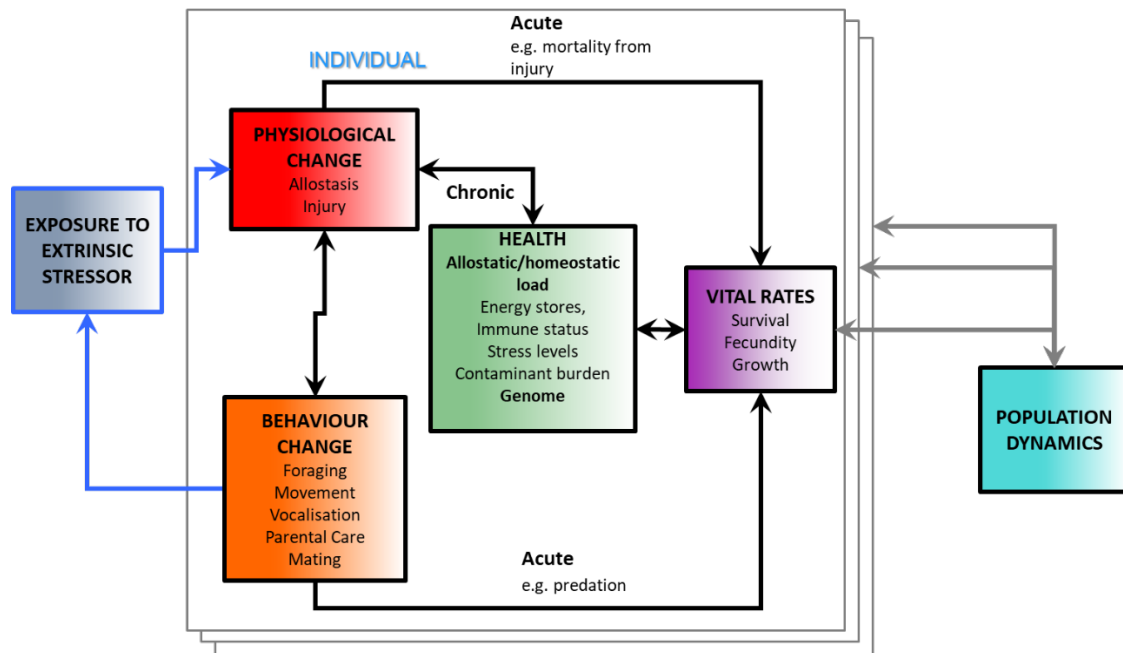 Acute
e.g. mortality from
injury
INDIVIDUAL
PHYSIOLOGICAL
CHANGE
Allostasis
Injury
Chronic
EXPOSURE TO
EXTRINSIC
STRESSOR
HEALTH
Allostatic/homeostatic
load
Energy stores,
Immune status
Stress levels
Contaminant burden
Genome
VITAL RATES
Survival
Fecundity
Growth
BEHAVIOUR
CHANGE
Foraging
Movement
Vocalisation
Parental Care
Mating
POPULATION
DYNAMICS
Acute
e.g. predation